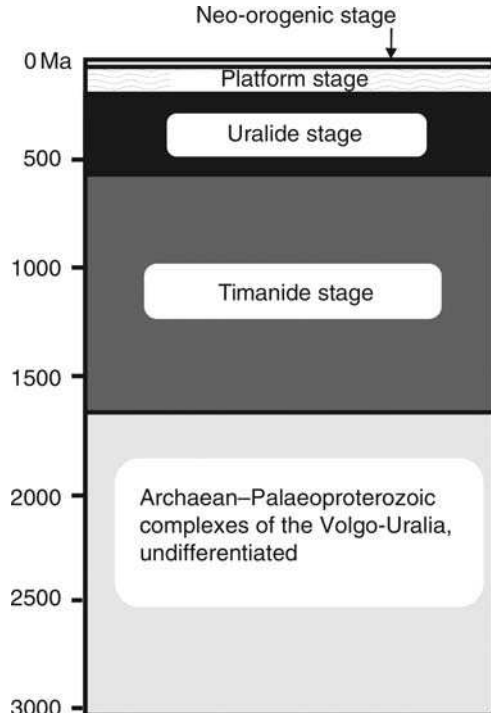 Neo-orogenic stage
0 Ma
Platform stage
Uralide stage
500
1000
Timanide stage
1500
2000
Archaean–Palaeoproterozoic
complexes of the Volgo-Uralia,
undifferentiated
2500
3000